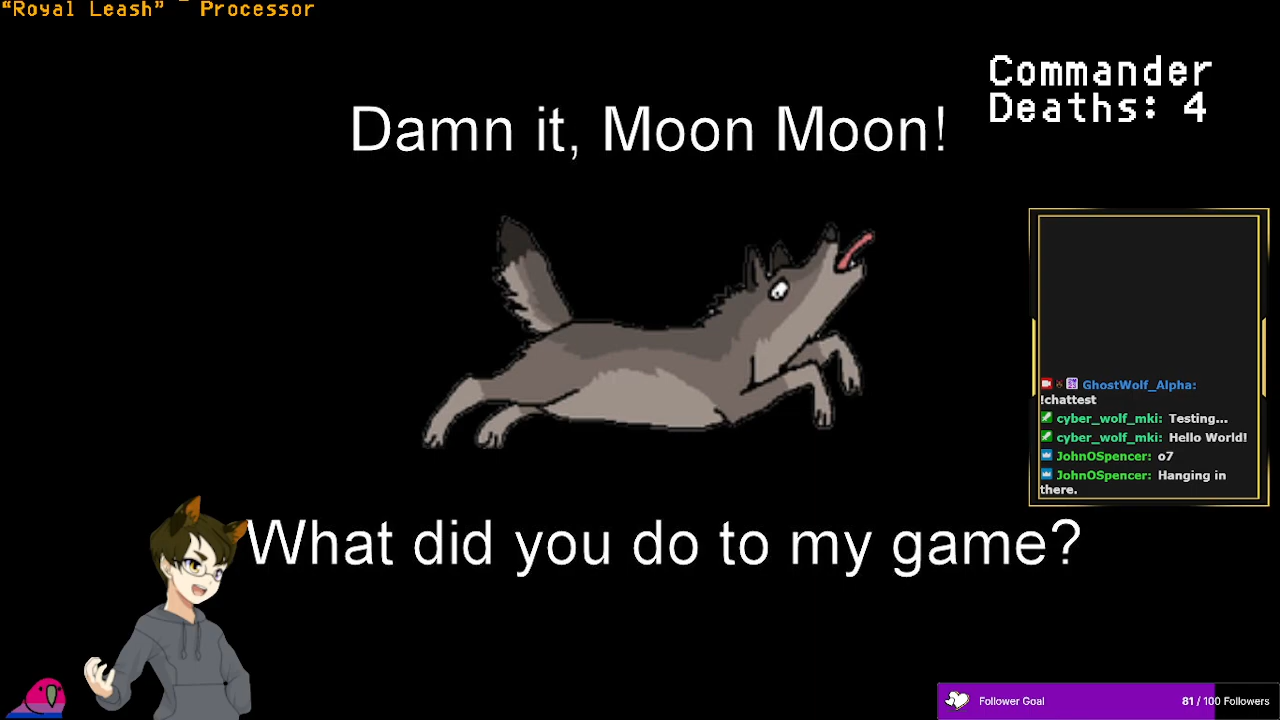 “Royal Leash” ~ Processor
Commander
Deaths: 4
Damn it, Moon Moon!
GhostWolf_Alpha:
!chattest
cyber_wolf_mki: Testing...
cyber_wolf_mki: Hello World!
JohnOSpencer: o7
JohnOSpencer: Hanging in
there.
What did you do to my game?
Follower Goal 81 / 100 Followers